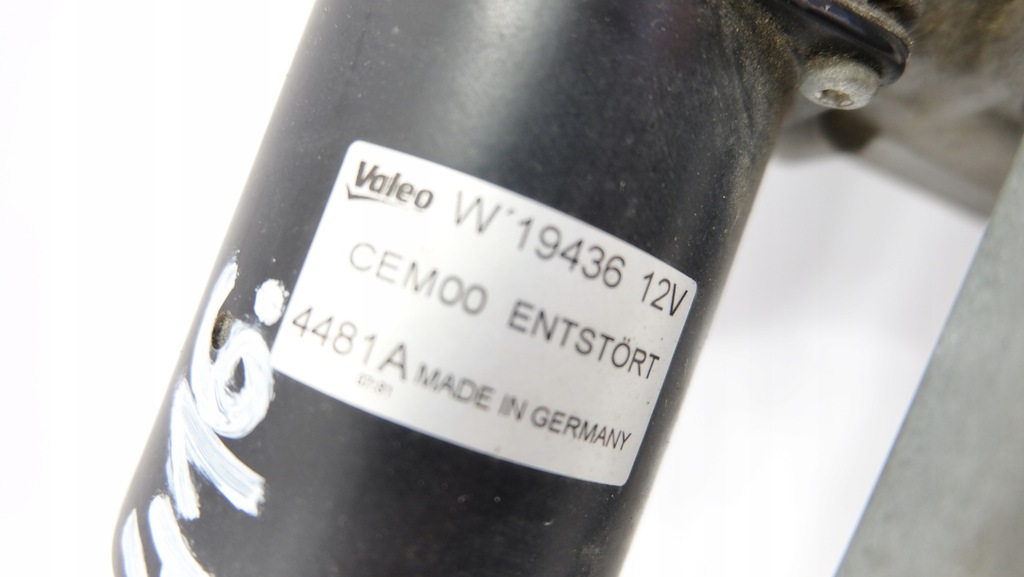 Valeo W 19436 12V
CEM00 ENTSTÖRT
4481A MADE IN GERMANY